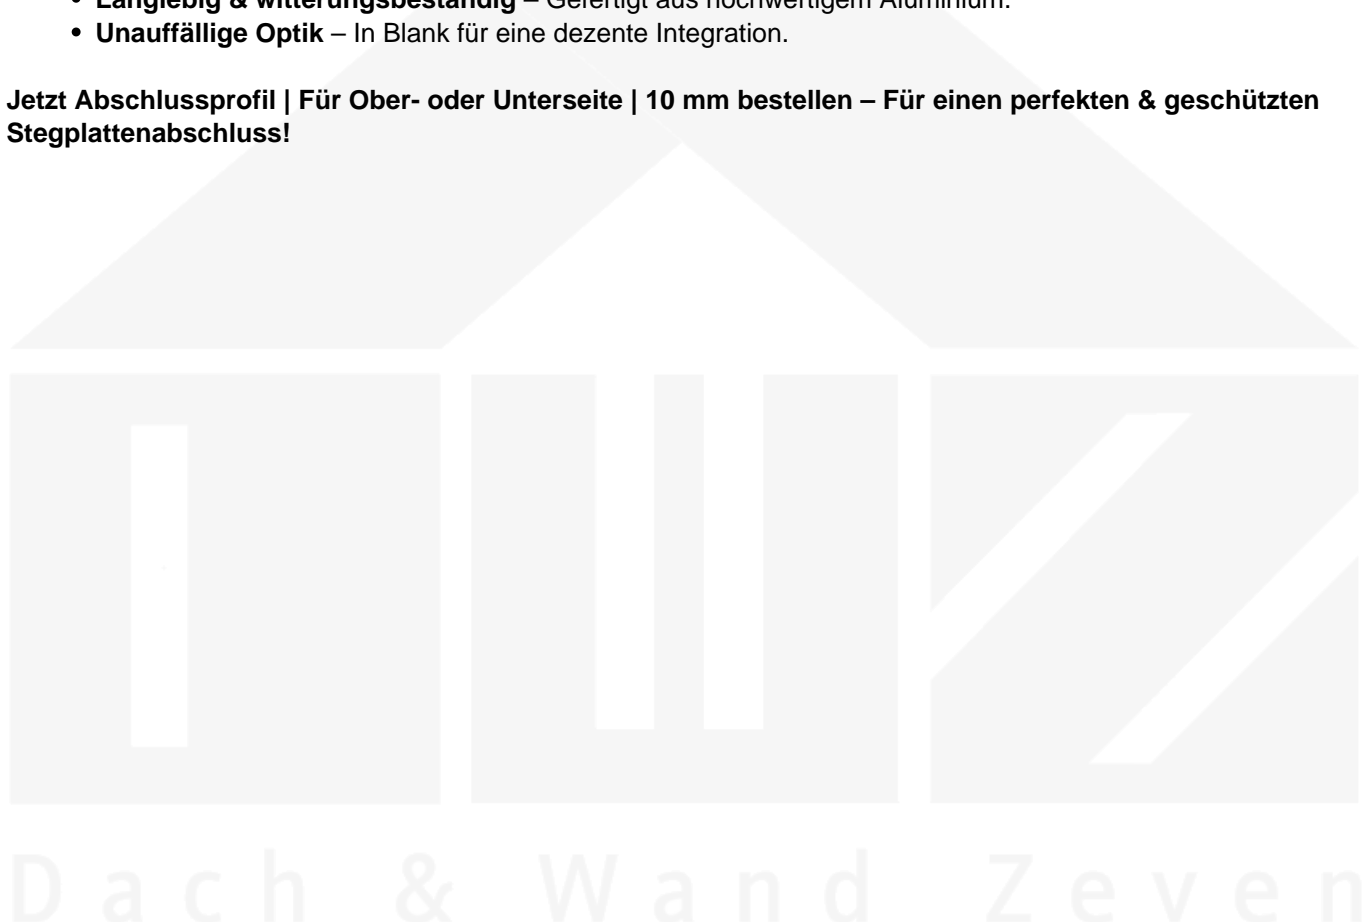 • Langlebig & witterungsbeständig – Gefertigt aus hochwertigem Aluminium.
• Unauffällige Optik – In Blank für eine dezente Integration.
Jetzt Abschlussprofil | Für Ober- oder Unterseite | 10 mm bestellen – Für einen perfekten & geschützten
Stegplattenabschluss!
Dach & Wand Zeven